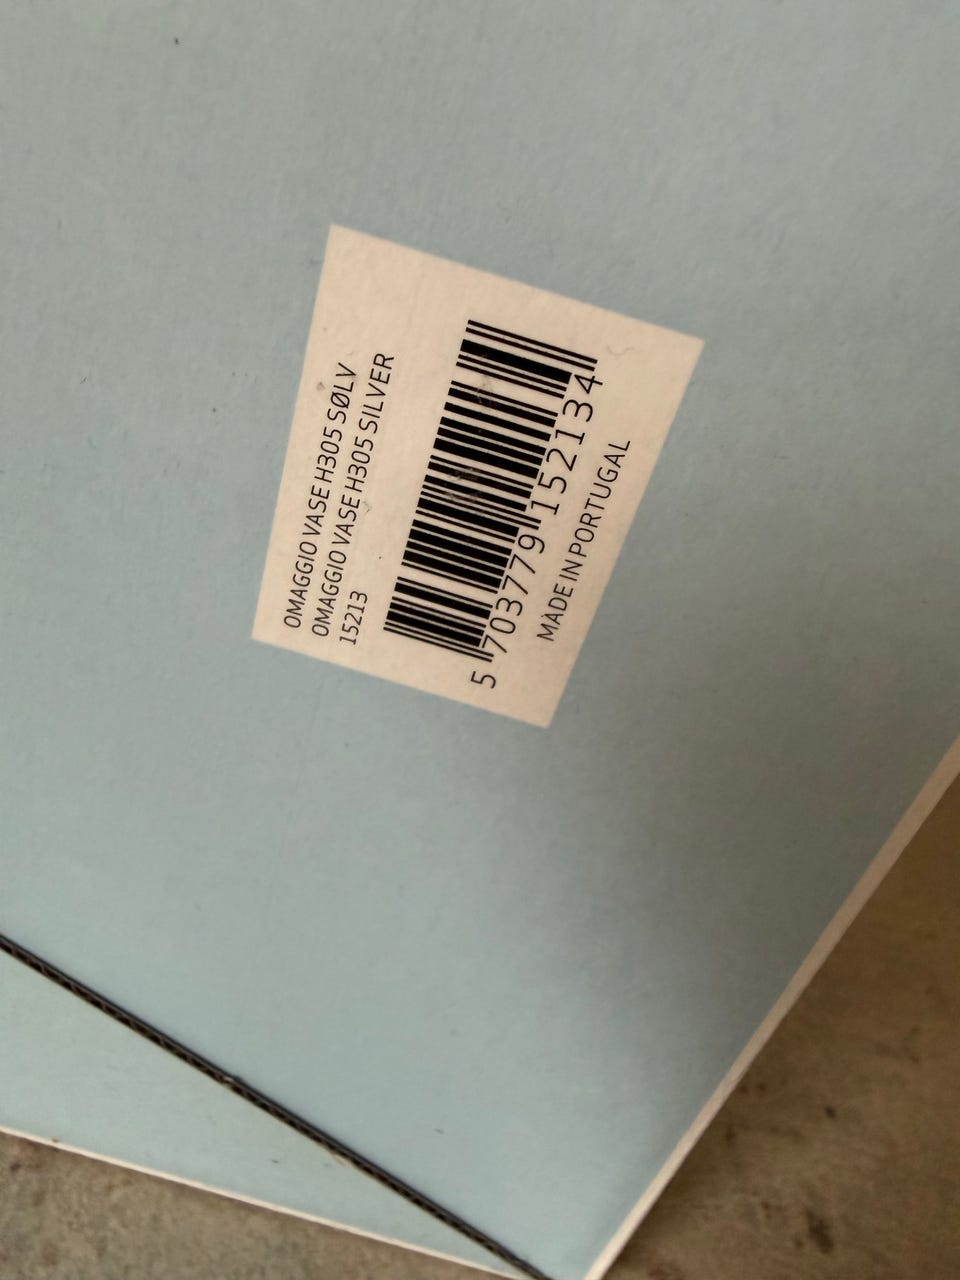 OMAGGIO VASE H305 SØLV
OMAGGIO VASE H305 SILVER
15213
5 703779 152134
MADE IN PORTUGAL